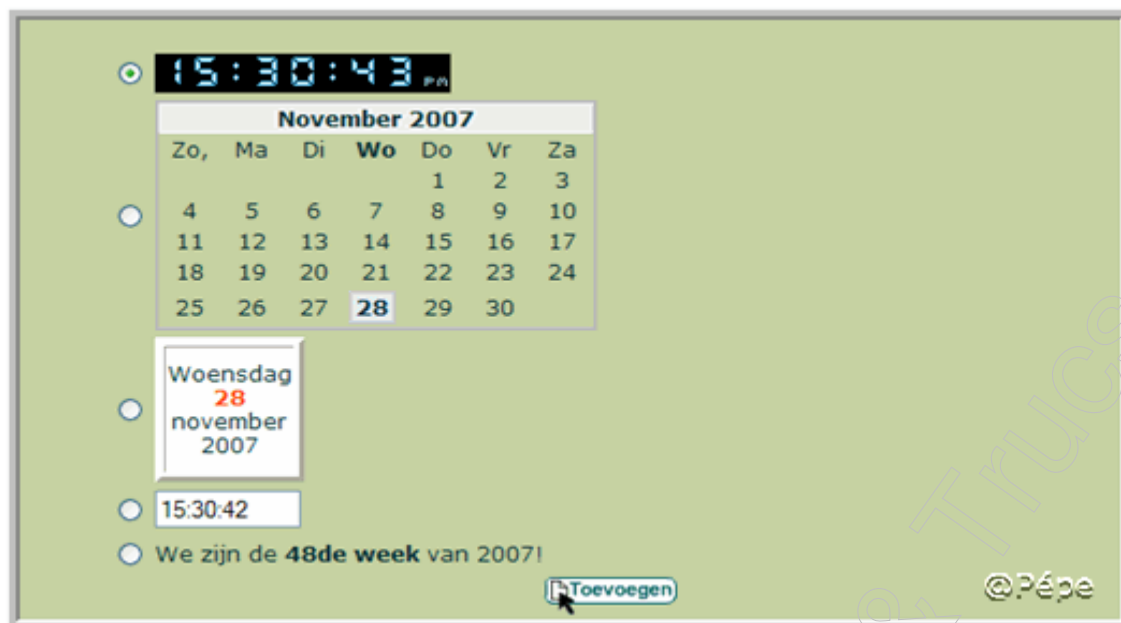 15:30:43 PM
November 2007
Zo, Ma Di Wo Do Vr Za
1 2 3
4 5 6 7 8 9 10
11 12 13 14 15 16 17
18 19 20 21 22 23 24
25 26 27 28 29 30
Woensdag
28
november
2007
15:30:42
We zijn de 48de week van 2007!
Toevoegen
@Pépe
& Trucs